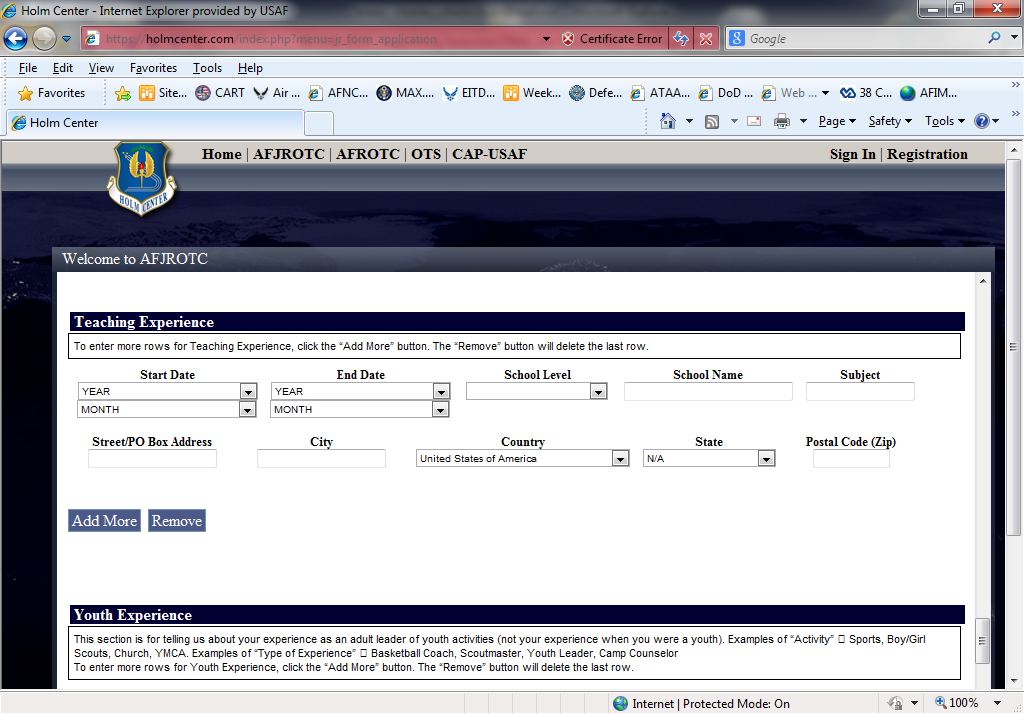 Holm Center - Internet Explorer provided by USAF
https://holmcenter.com/index.php?menu=jr_form_application
Certificate Error
Google
File Edit View Favorites Tools Help
Favorites Site... CART Air ... AFNC... MAX.... EITD... Week... Defe... ATAA... DoD ... Web ... 38 C... AFIM...
Holm Center
Page Safety Tools
Home | AFJROTC | AFROTC | OTS | CAP-USAF
Sign In | Registration
HOLM CENTER
Welcome to AFJROTC
Teaching Experience
To enter more rows for Teaching Experience, click the “Add More” button. The “Remove” button will delete the last row.
Start Date End Date School Level School Name Subject
YEAR YEAR
MONTH MONTH
Street/PO Box Address City Country State Postal Code (Zip)
United States of America N/A
Add More Remove
Youth Experience
This section is for telling us about your experience as an adult leader of youth activities (not your experience when you were a youth). Examples of “Activity” □ Sports, Boy/Girl
Scouts, Church, YMCA. Examples of “Type of Experience” □ Basketball Coach, Scoutmaster, Youth Leader, Camp Counselor
To enter more rows for Youth Experience, click the “Add More” button. The “Remove” button will delete the last row.
Internet | Protected Mode: On
100%